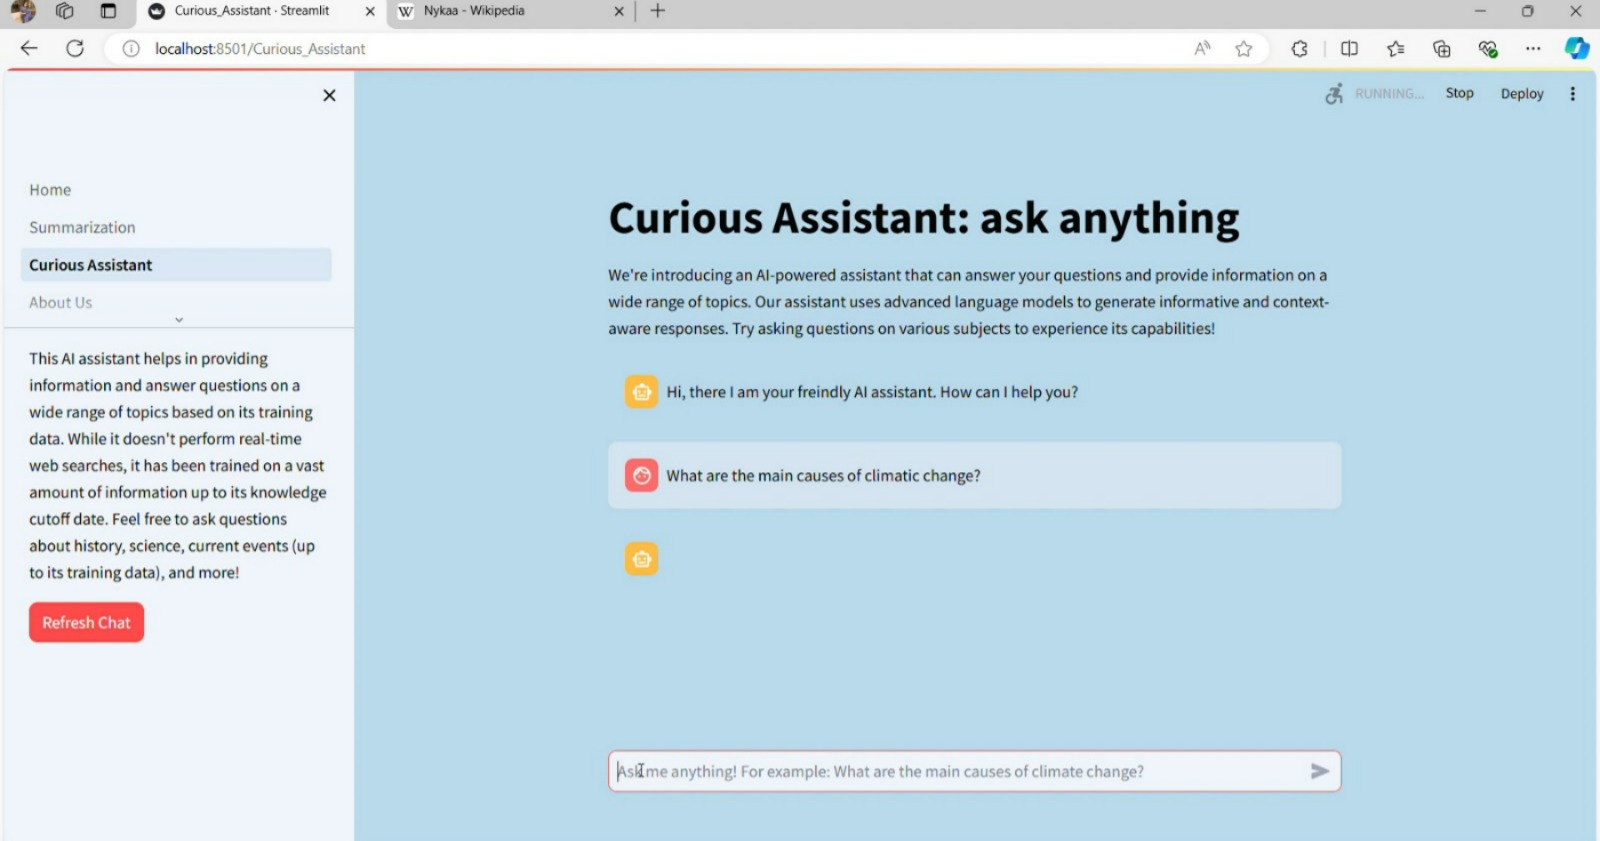 Curious_Assistant · Streamlit
W Nykaa - Wikipedia
localhost:8501/Curious_Assistant
RUNNING... Stop Deploy
Home
Summarization
Curious Assistant
About Us
This AI assistant helps in providing
information and answer questions on a
wide range of topics based on its training
data. While it doesn't perform real-time
web searches, it has been trained on a vast
amount of information up to its knowledge
cutoff date. Feel free to ask questions
about history, science, current events (up
to its training data), and more!
Refresh Chat
Curious Assistant: ask anything
We're introducing an AI-powered assistant that can answer your questions and provide information on a
wide range of topics. Our assistant uses advanced language models to generate informative and context-
aware responses. Try asking questions on various subjects to experience its capabilities!
Hi, there I am your freindly AI assistant. How can I help you?
What are the main causes of climatic change?
Ask me anything! For example: What are the main causes of climate change?